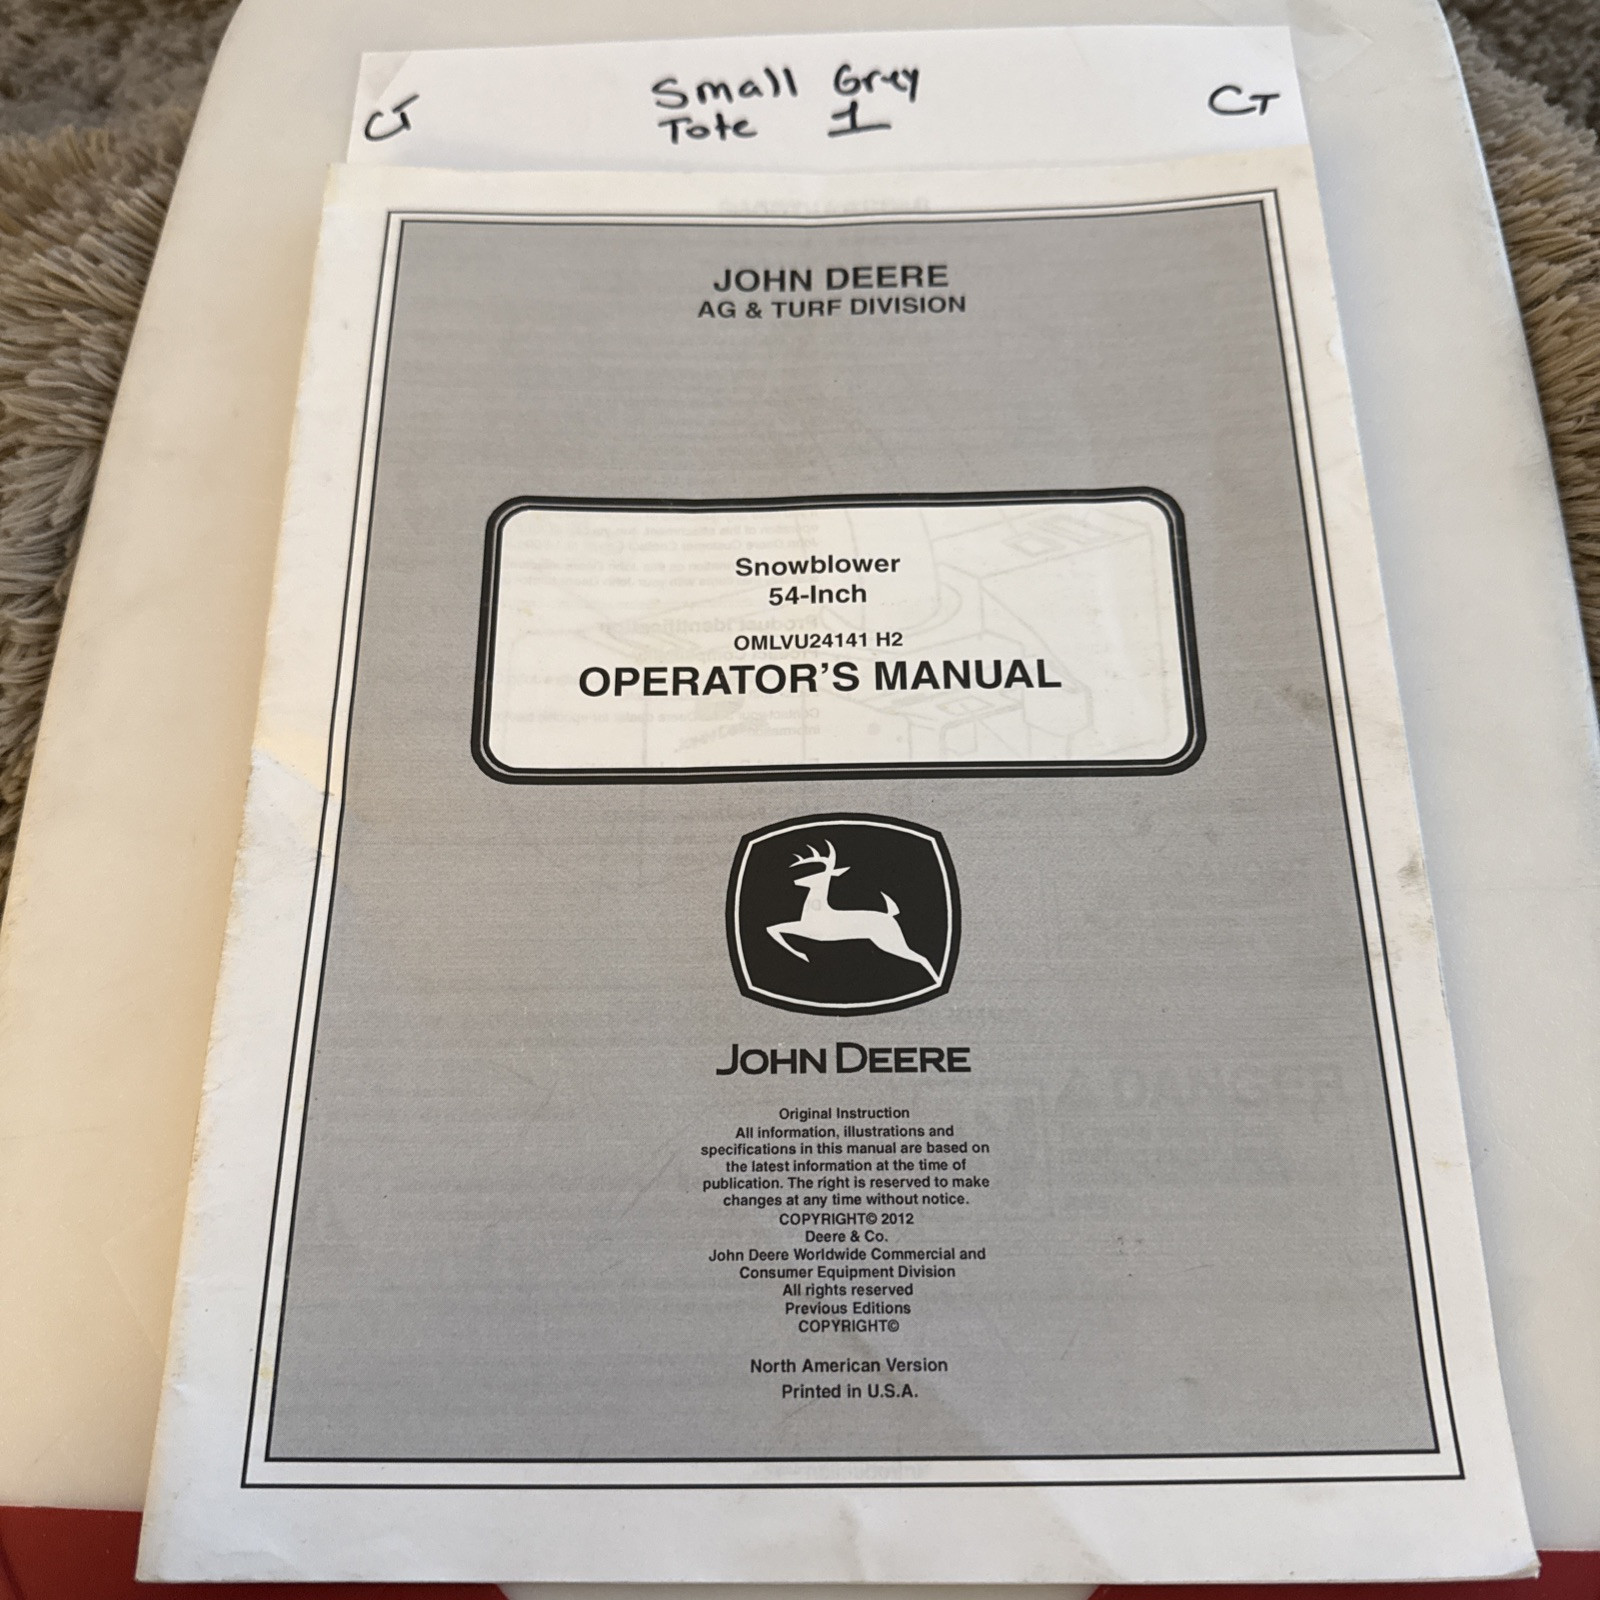 CT
Small Grey
CT
Tote 1
JOHN DEERE
AG & TURF DIVISION
Snowblower
54-Inch
OMLVU24141 H2
OPERATOR'S MANUAL
JOHN DEERE
Original Instruction
All information, illustrations and
specifications in this manual are based on
the latest information at the time of
publication. The right is reserved to make
changes at any time without notice.
COPYRIGHT© 2012
Deere & Co.
John Deere Worldwide Commercial and
Consumer Equipment Division
All rights reserved
Previous Editions
COPYRIGHT©
North American Version
Printed in U.S.A.